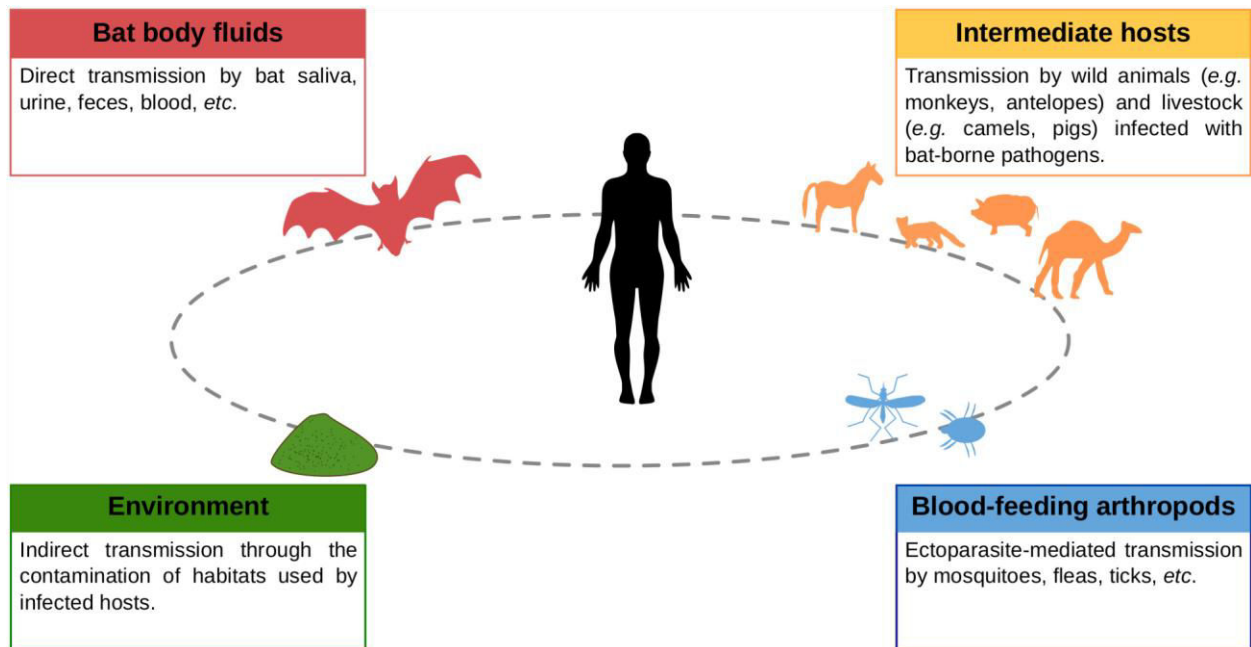 Bat body fluids
Direct transmission by bat saliva,
urine, feces, blood, etc.
Intermediate hosts
Transmission by wild animals (e.g.
monkeys, antelopes) and livestock
(e.g. camels, pigs) infected with
bat-borne pathogens.
Environment
Indirect transmission through the
contamination of habitats used by
infected hosts.
Blood-feeding arthropods
Ectoparasite-mediated transmission
by mosquitoes, fleas, ticks, etc.